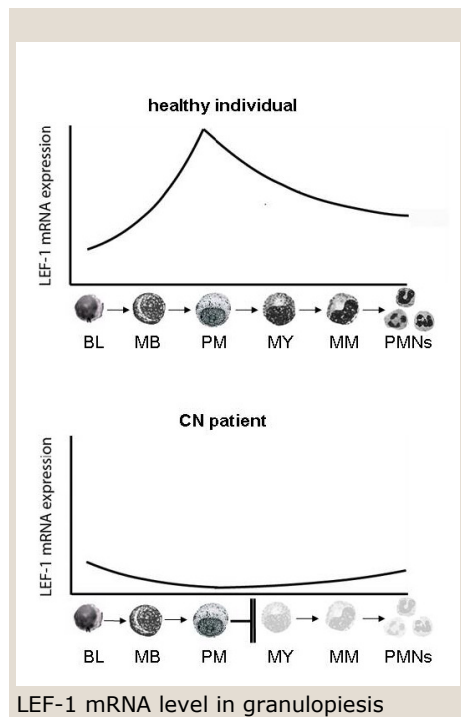 healthy individual
LEF-1 mRNA expression
BL MB PM MY MM PMNs
CN patient
LEF-1 mRNA expression
BL MB PM MY MM PMNs
LEF-1 mRNA level in granulopiesis